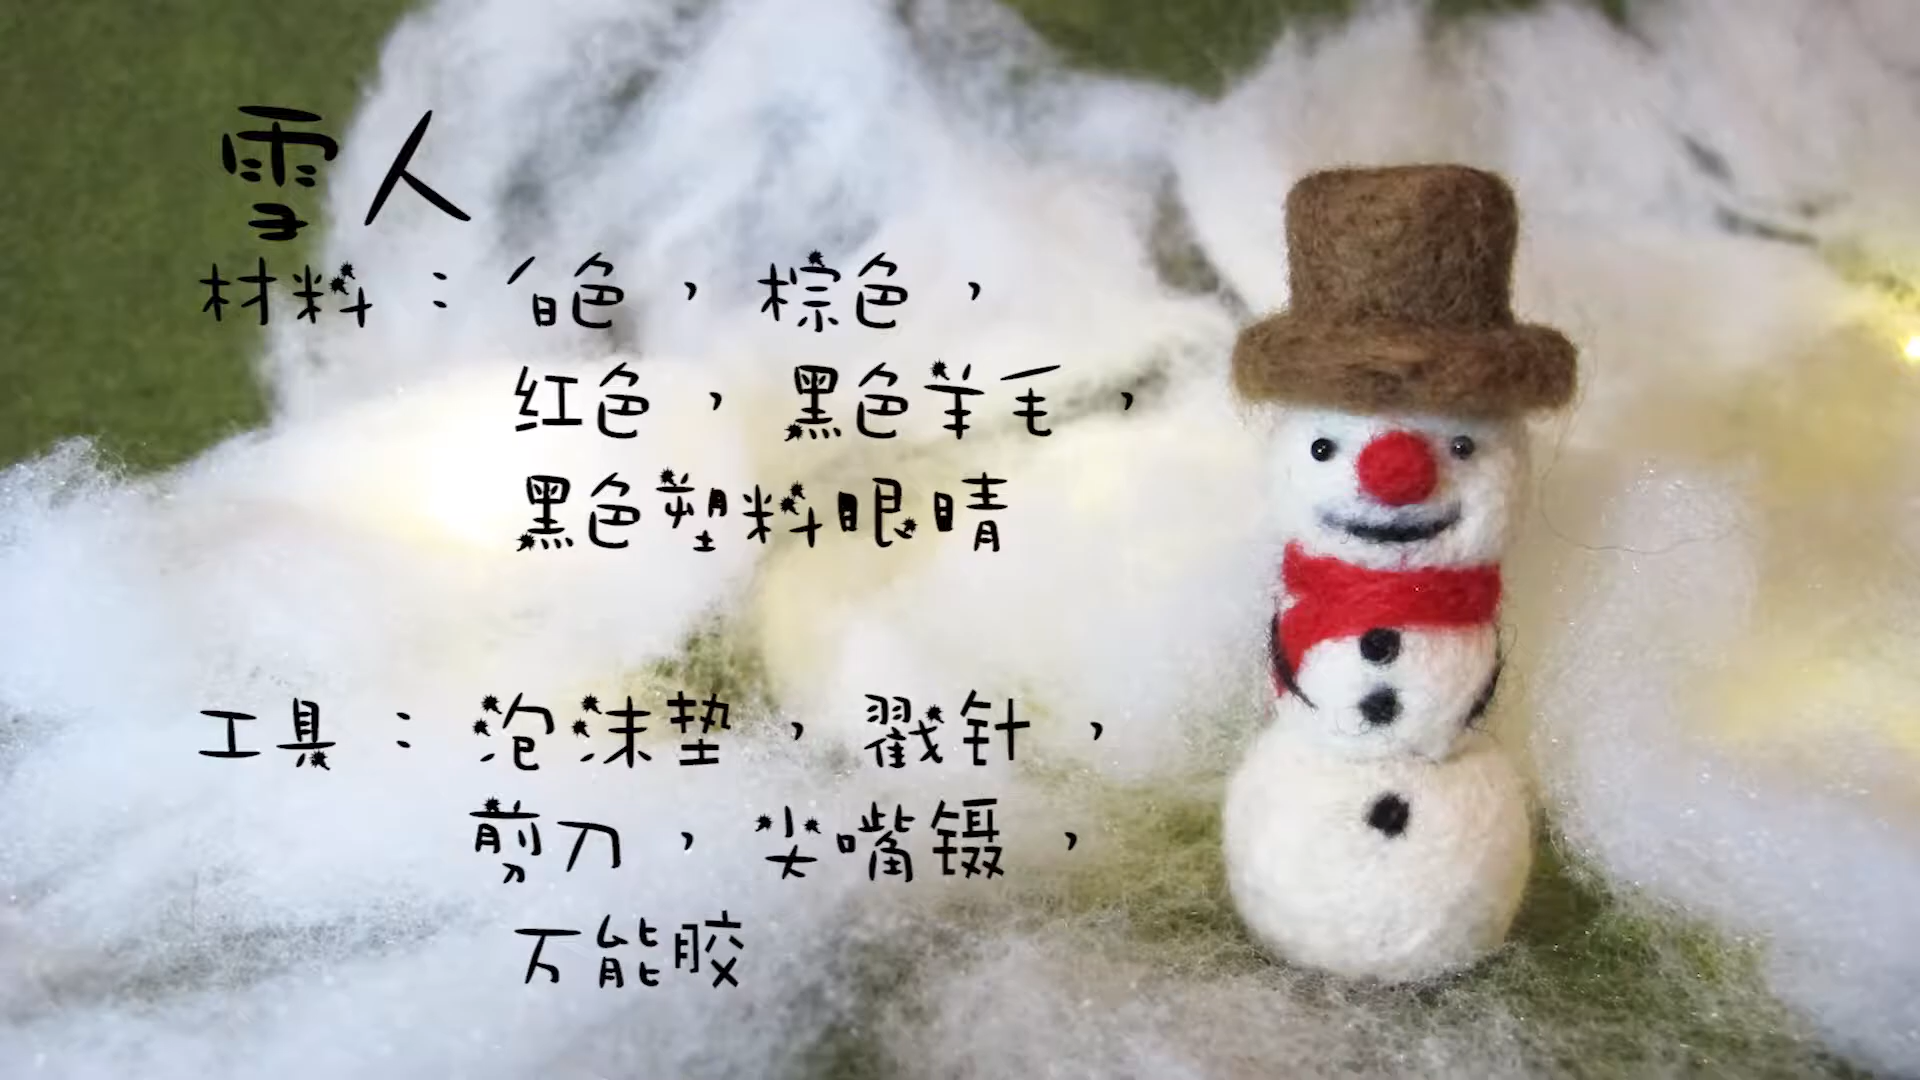 雪人
材料：白色，棕色，
红色，黑色羊毛，
黑色塑料眼睛
工具：泡沫垫，戳针，
剪刀，尖嘴镊，
万能胶